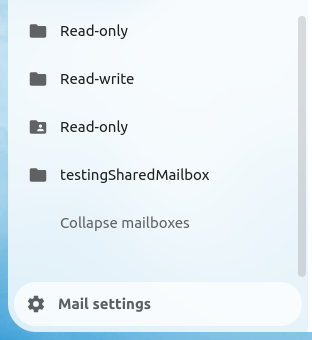 Read-only
Read-write
Read-only
testingSharedMailbox
Collapse mailboxes
Mail settings